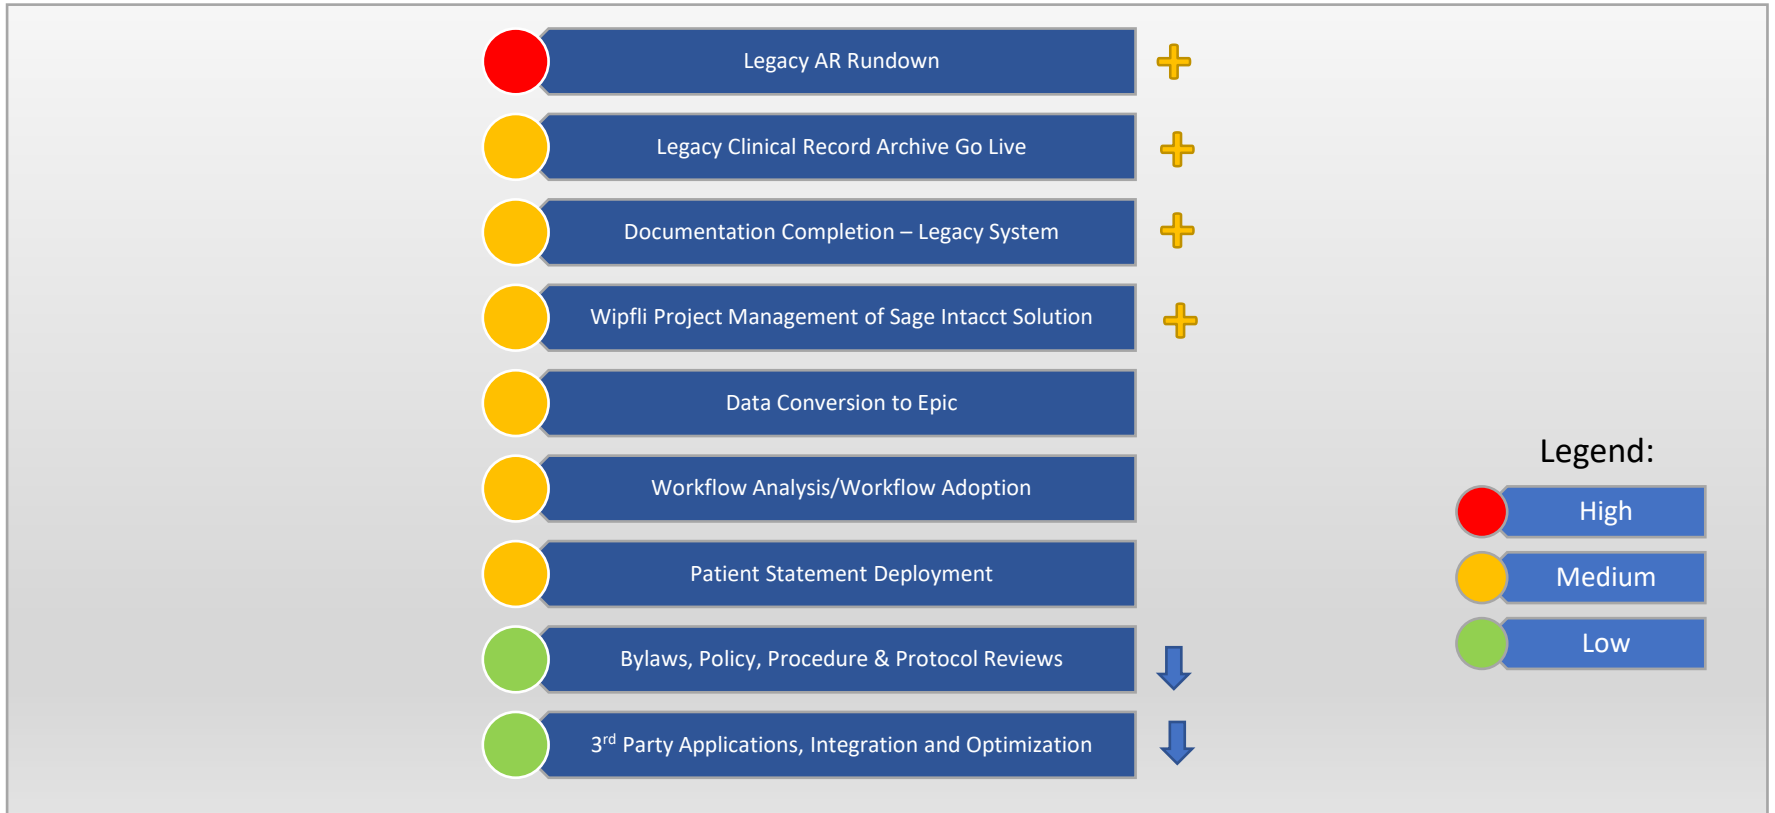 Legacy AR Rundown
Legacy Clinical Record Archive Go Live
Documentation Completion – Legacy System
Wipfli Project Management of Sage Intacct Solution
Data Conversion to Epic
Workflow Analysis/Workflow Adoption
Patient Statement Deployment
Bylaws, Policy, Procedure & Protocol Reviews
3rd Party Applications, Integration and Optimization
Legend:
High
Medium
Low